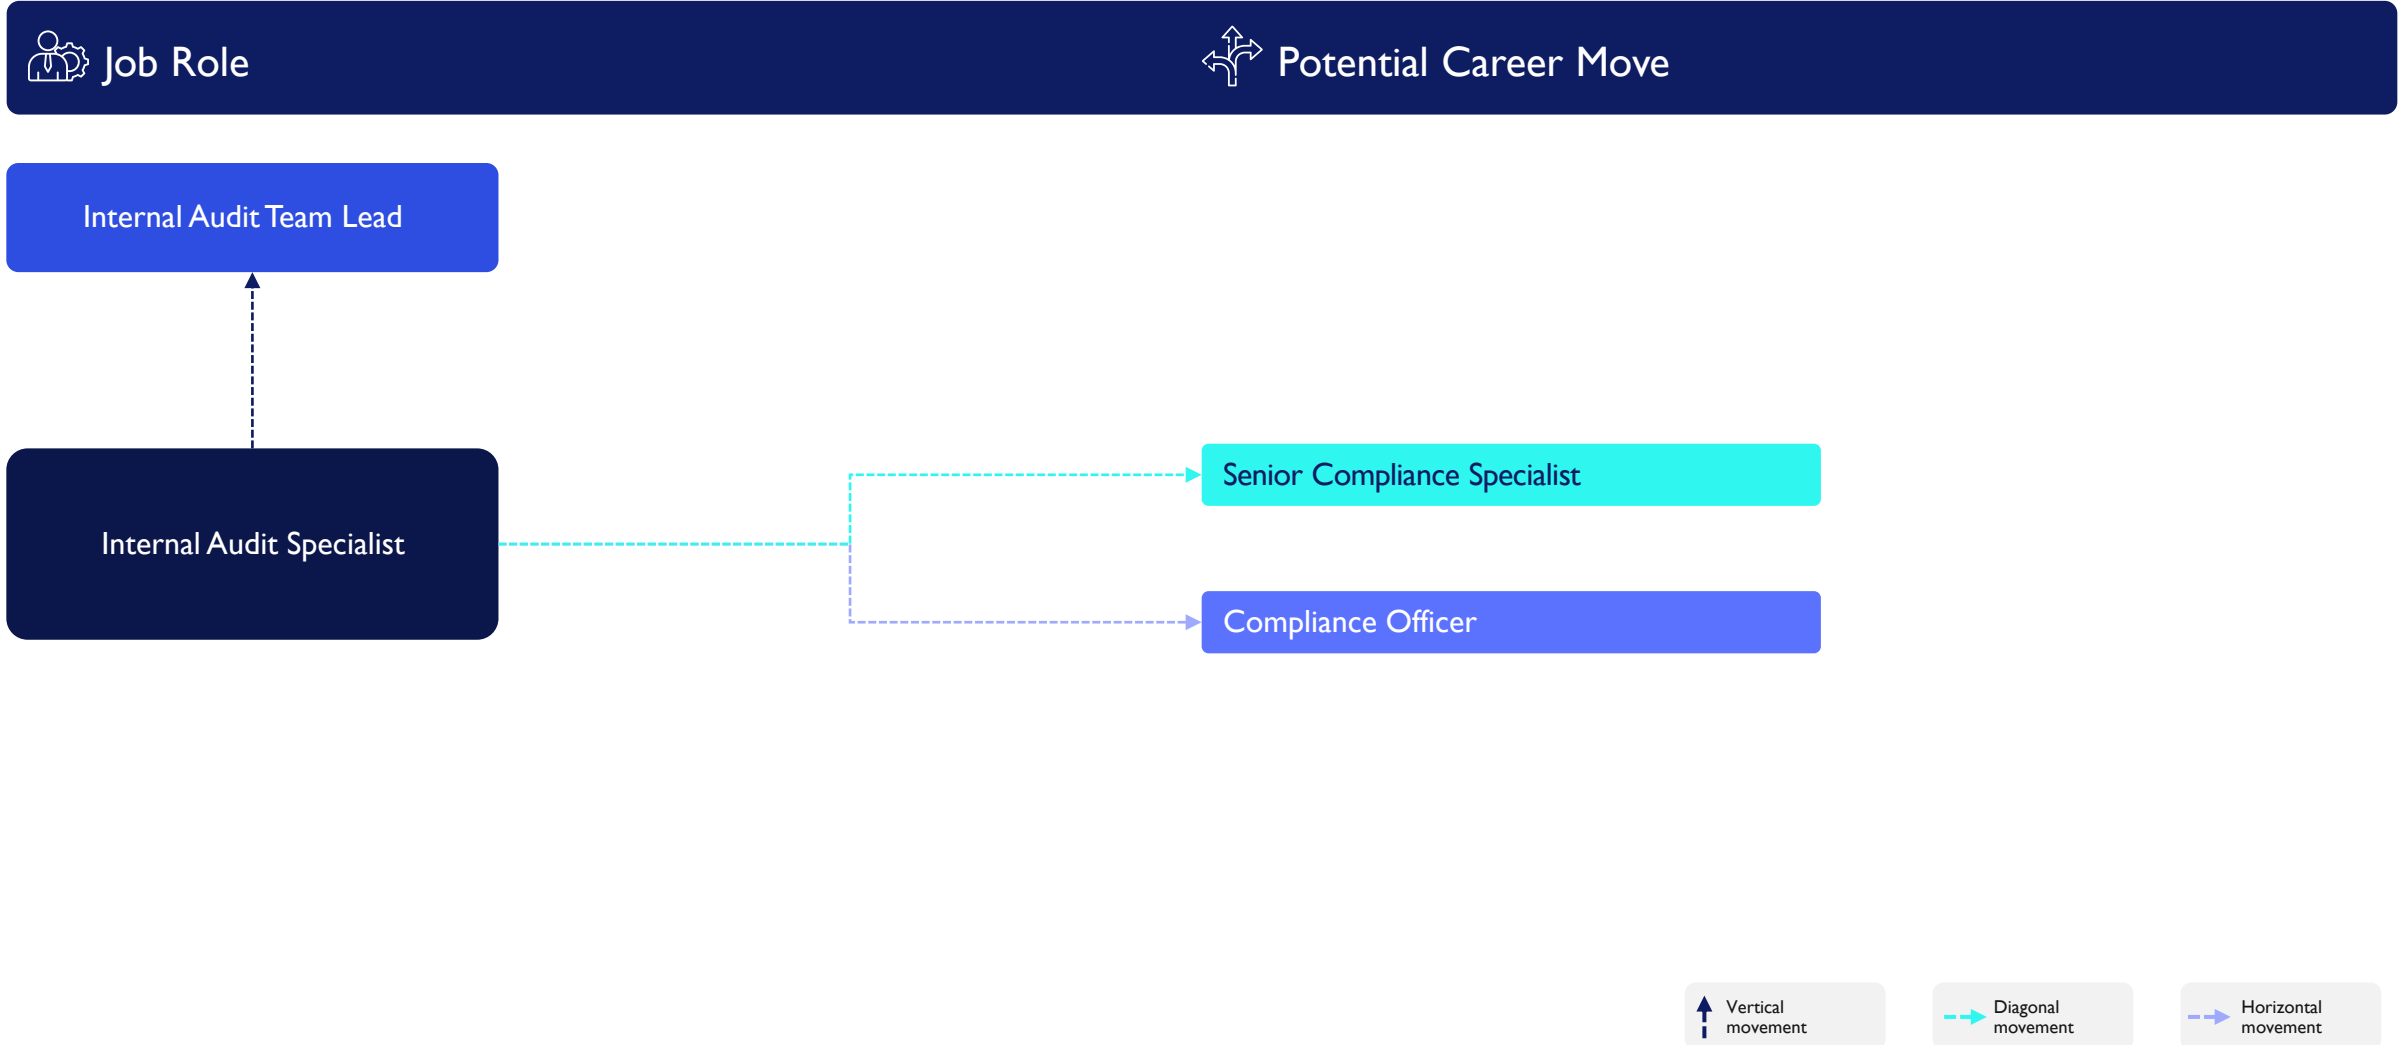 Job Role
Potential Career Move
Internal Audit Team Lead
Internal Audit Specialist
Senior Compliance Specialist
Compliance Officer
Vertical
movement
Diagonal
movement
Horizontal
movement